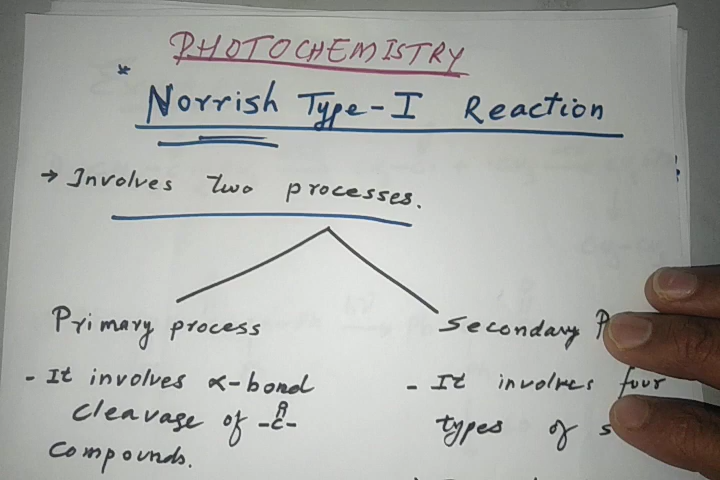 PHOTOCHEMISTRY
* Norrish Type-I Reaction
→ Involves two processes.
Primary process
- It involves α-bond
cleavage of -C-
compounds.
Secondary
- It involves four
types of